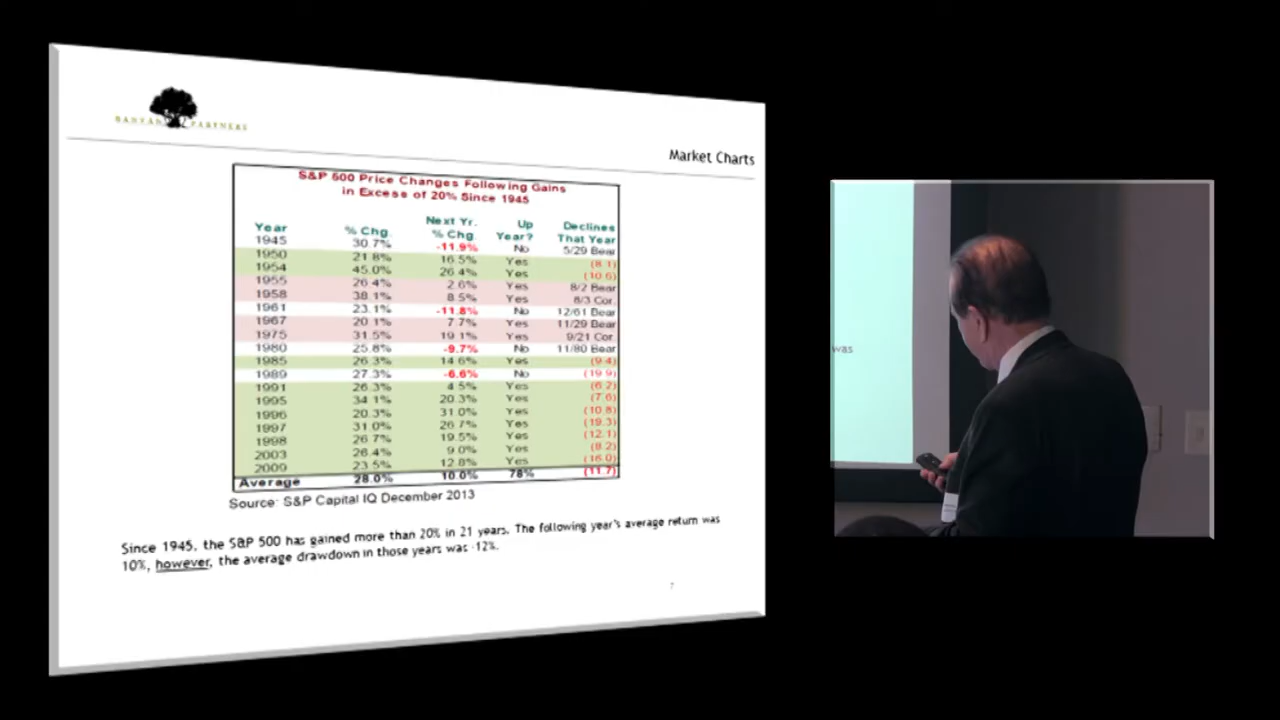 BANYAN PARTNERS
Market Charts
S&P 500 Price Changes Following Gains
in Excess of 20% Since 1945
Year % Chg. Next Yr. % Chg. Up Year? Declines That Year
1945 30.7% -11.9% No 5/29 Bear
1950 21.8% 16.5% Yes (8.1)
1954 45.0% 26.4% Yes (10.6)
1955 26.4% 2.6% Yes 8/2 Bear
1958 38.1% 8.5% Yes 8/3 Cor.
1961 23.1% -11.8% No 12/61 Bear
1967 20.1% 7.7% Yes 11/29 Bear
1975 31.5% 19.1% Yes 9/21 Cor.
1980 25.8% -9.7% No 11/80 Bear
1985 26.3% 14.6% Yes (9.4)
1989 27.3% -6.6% No (19.9)
1991 26.3% 4.5% Yes (6.2)
1995 34.1% 20.3% Yes (7.6)
1996 20.3% 31.0% Yes (10.8)
1997 31.0% 26.7% Yes (19.3)
1998 26.7% 19.5% Yes (12.1)
2003 26.4% 9.0% Yes (8.2)
2009 23.5% 12.8% Yes (16.0)
Average 28.0% 10.0% 78% (11.7)
Source: S&P Capital IQ December 2013
Since 1945, the S&P 500 has gained more than 20% in 21 years. The following year's average return was
10%, however, the average drawdown in those years was -12%.
7
was